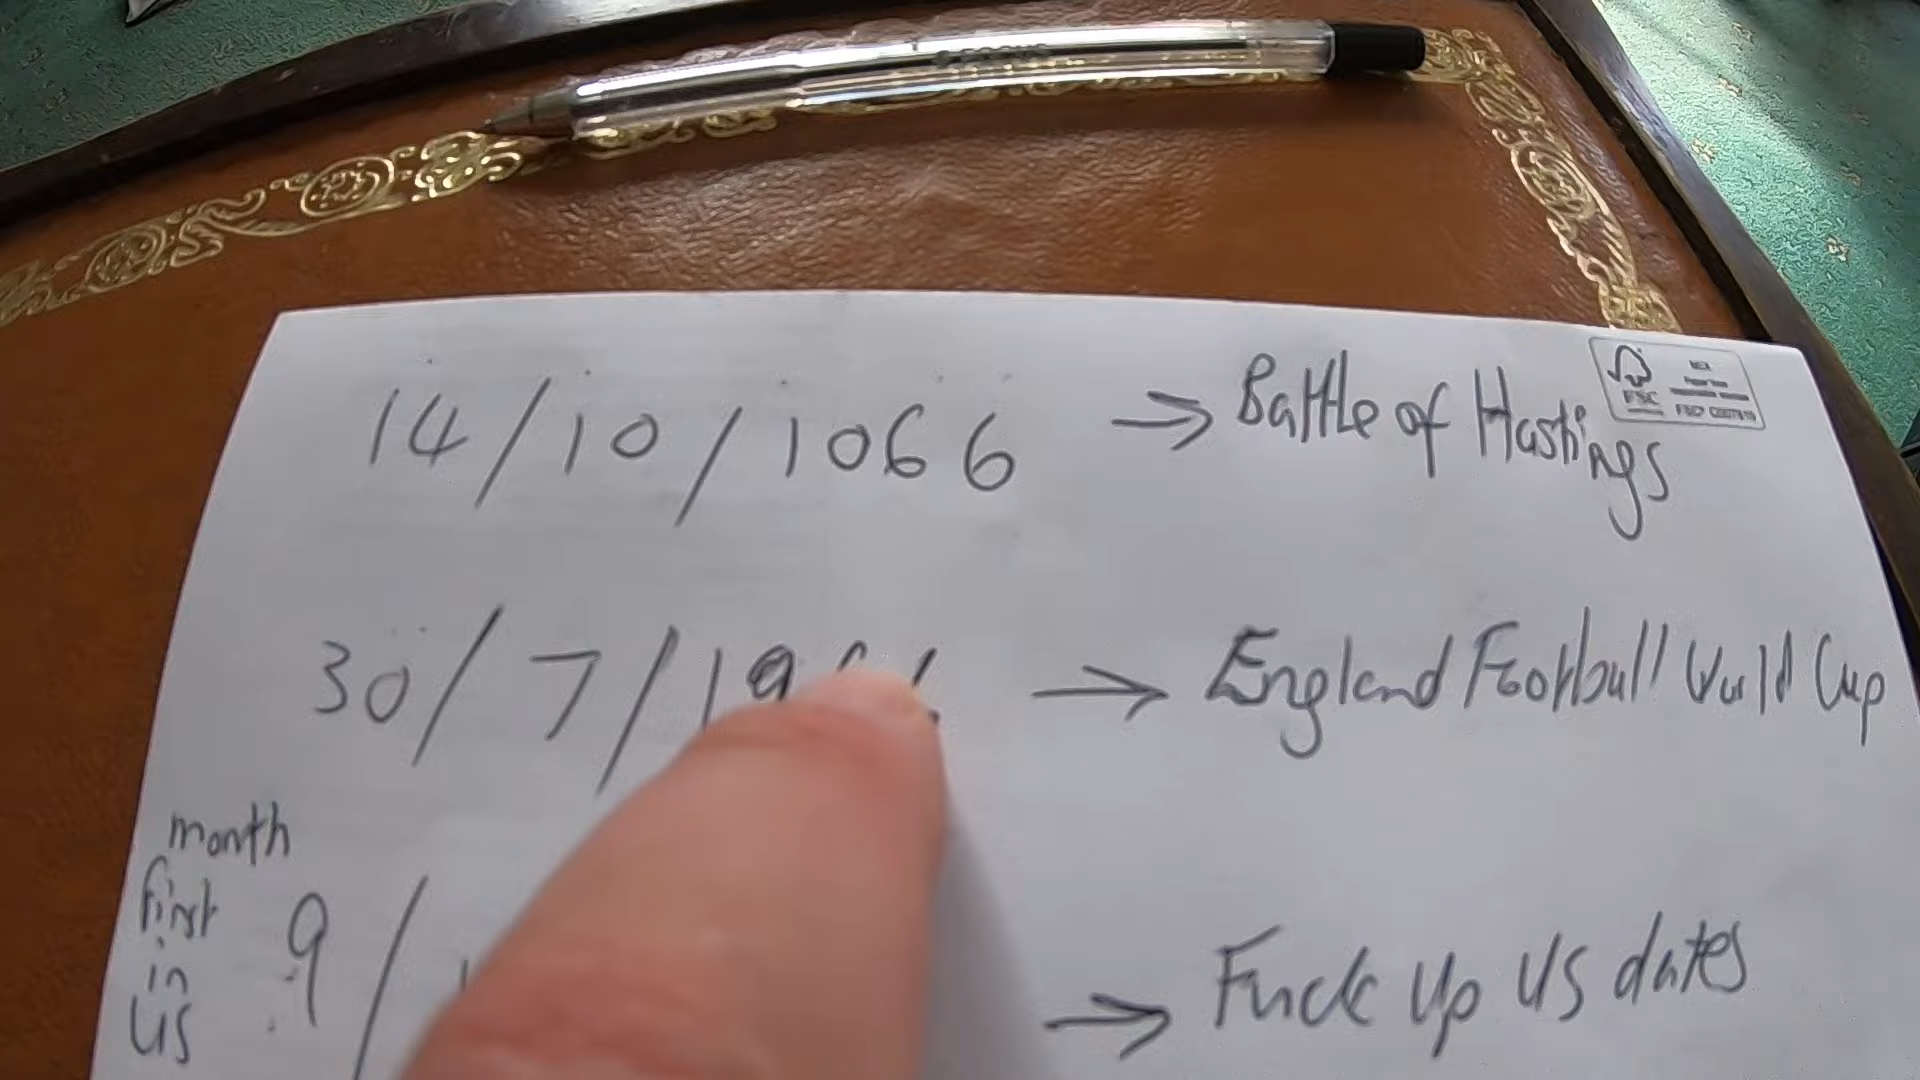 14/10/1066 → Battle of Hastings
FSC
30/7/19 → England Football World Cup
month
first
in
US
9/ → Fuck Up US dates